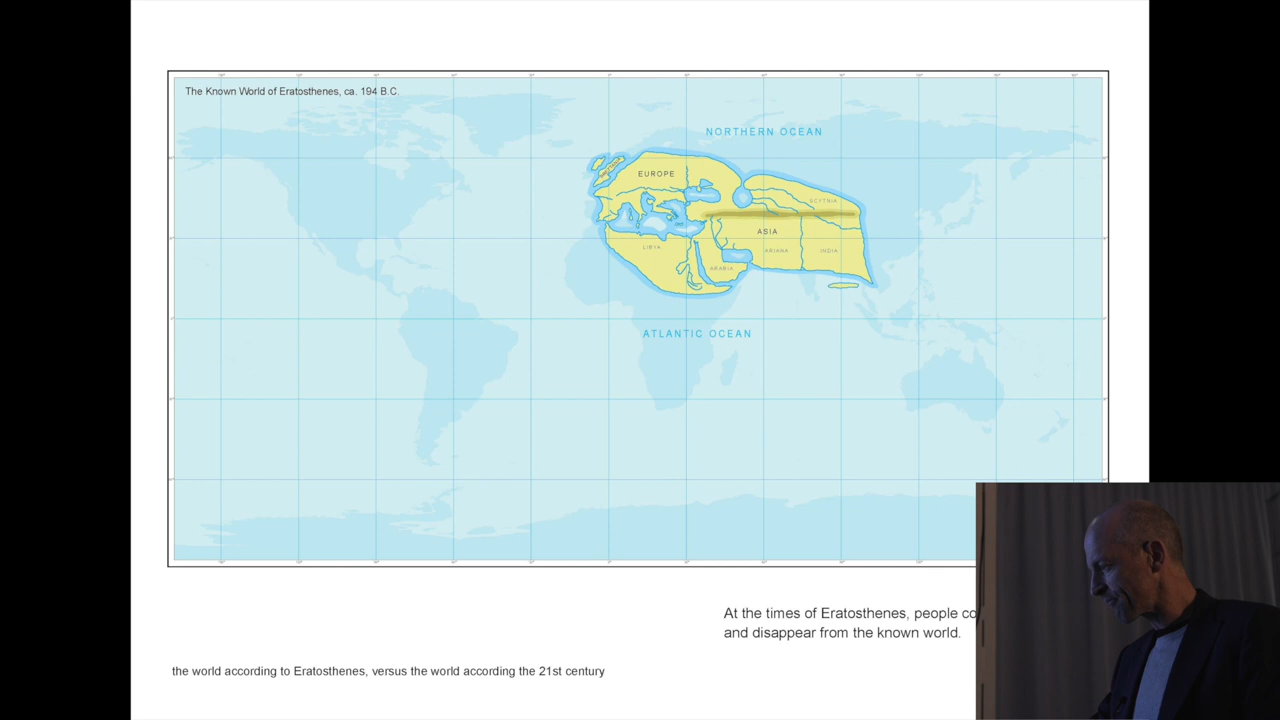 The Known World of Eratosthenes, ca. 194 B.C.
NORTHERN OCEAN
EUROPE
SCYTHIA
ASIA
LIBYA
ARIANA
INDIA
ARABIA
ATLANTIC OCEAN
At the times of Eratosthenes, people co
and disappear from the known world.
the world according to Eratosthenes, versus the world according the 21st century